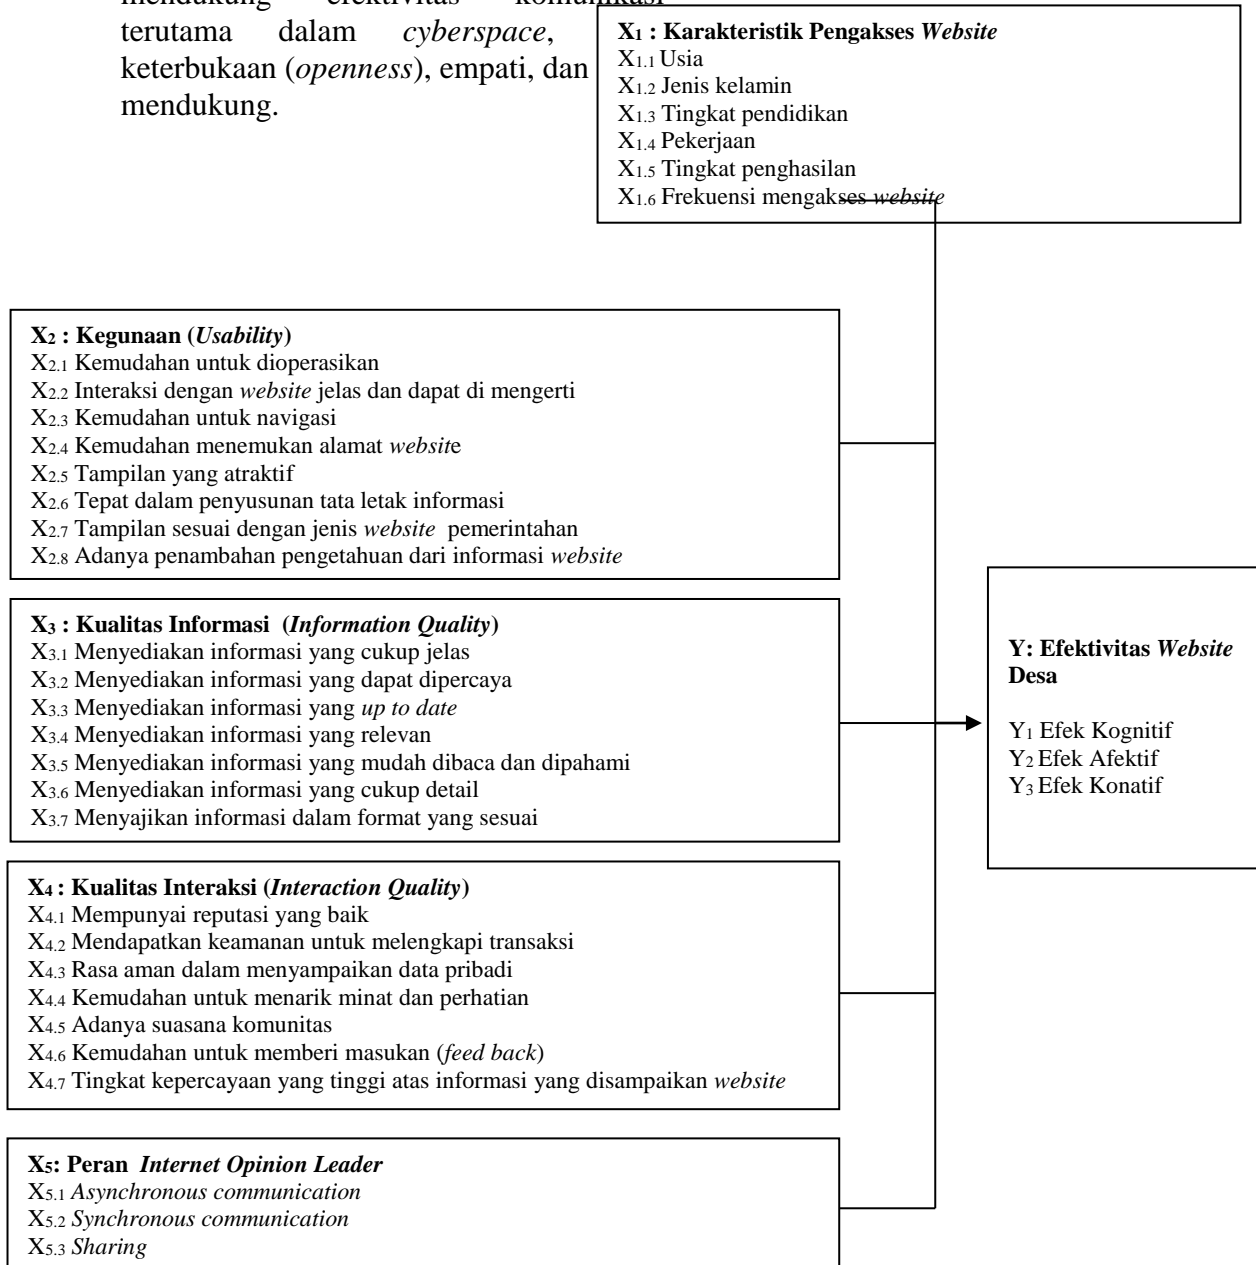 mendukung efektivitas komunikasi
terutama dalam cyberspace,
keterbukaan (openness), empati, dan
mendukung.
X1 : Karakteristik Pengakses Website
X1.1 Usia
X1.2 Jenis kelamin
X1.3 Tingkat pendidikan
X1.4 Pekerjaan
X1.5 Tingkat penghasilan
X1.6 Frekuensi mengakses website
X2 : Kegunaan (Usability)
X2.1 Kemudahan untuk dioperasikan
X2.2 Interaksi dengan website jelas dan dapat di mengerti
X2.3 Kemudahan untuk navigasi
X2.4 Kemudahan menemukan alamat website
X2.5 Tampilan yang atraktif
X2.6 Tepat dalam penyusunan tata letak informasi
X2.7 Tampilan sesuai dengan jenis website pemerintahan
X2.8 Adanya penambahan pengetahuan dari informasi website
X3 : Kualitas Informasi (Information Quality)
X3.1 Menyediakan informasi yang cukup jelas
X3.2 Menyediakan informasi yang dapat dipercaya
X3.3 Menyediakan informasi yang up to date
X3.4 Menyediakan informasi yang relevan
X3.5 Menyediakan informasi yang mudah dibaca dan dipahami
X3.6 Menyediakan informasi yang cukup detail
X3.7 Menyajikan informasi dalam format yang sesuai
X4 : Kualitas Interaksi (Interaction Quality)
X4.1 Mempunyai reputasi yang baik
X4.2 Mendapatkan keamanan untuk melengkapi transaksi
X4.3 Rasa aman dalam menyampaikan data pribadi
X4.4 Kemudahan untuk menarik minat dan perhatian
X4.5 Adanya suasana komunitas
X4.6 Kemudahan untuk memberi masukan (feed back)
X4.7 Tingkat kepercayaan yang tinggi atas informasi yang disampaikan website
X5: Peran Internet Opinion Leader
X5.1 Asynchronous communication
X5.2 Synchronous communication
X5.3 Sharing
Y: Efektivitas Website
Desa
Y1 Efek Kognitif
Y2 Efek Afektif
Y3 Efek Konatif